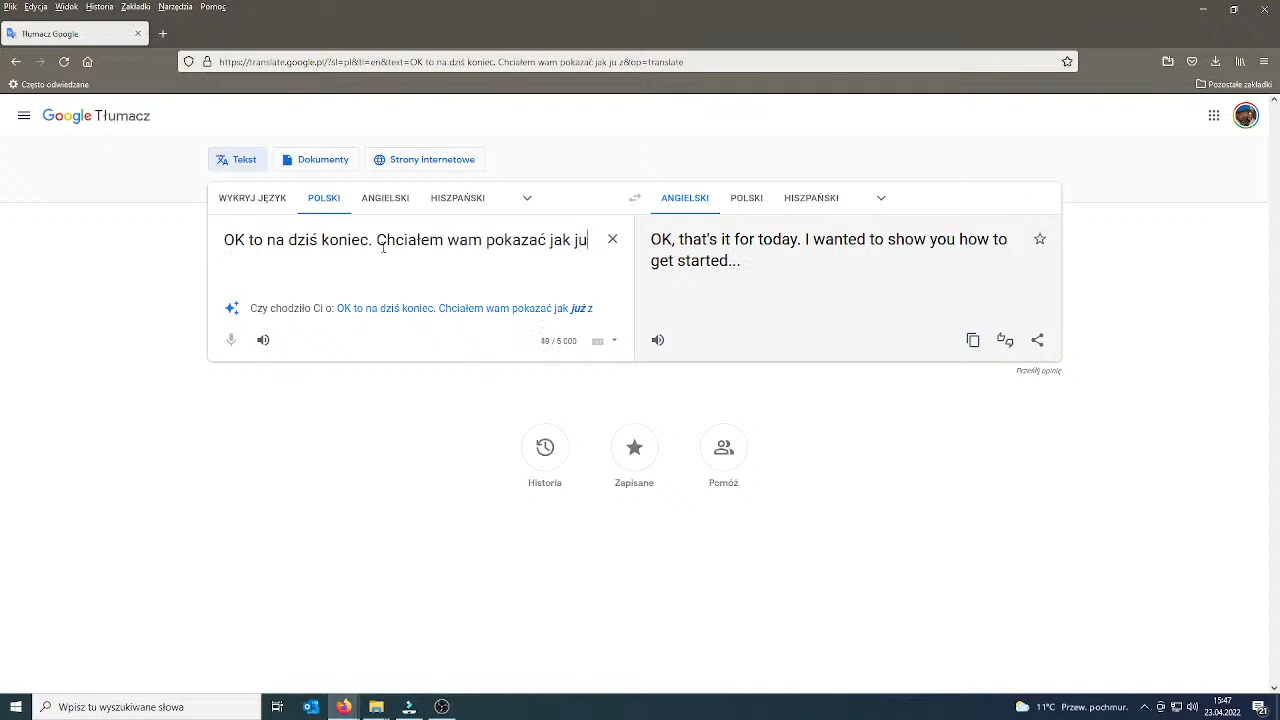 Plik Edycja Widok Historia Zakładki Narzędzia Pomoc
Tłumacz Google
https://translate.google.pl/?sl=pl&tl=en&text=OK to na dziś koniec. Chciałem wam pokazać jak ju z&op=translate
Często odwiedzane
Pozostałe zakładki
Google Tłumacz
Tekst
Dokumenty
Strony internetowe
WYKRYJ JĘZYK POLSKI ANGIELSKI HISZPAŃSKI
ANGIELSKI POLSKI HISZPAŃSKI
OK to na dziś koniec. Chciałem wam pokazać jak ju
OK, that's it for today. I wanted to show you how to
get started...
Czy chodziło Ci o: OK to na dziś koniec. Chciałem wam pokazać jak już z
49 / 5 000
Prześlij opinię
Historia
Zapisane
Pomóż
Wpisz tu wyszukiwane słowa
11°C Przew. pochmur.
15:47
23.04.2022